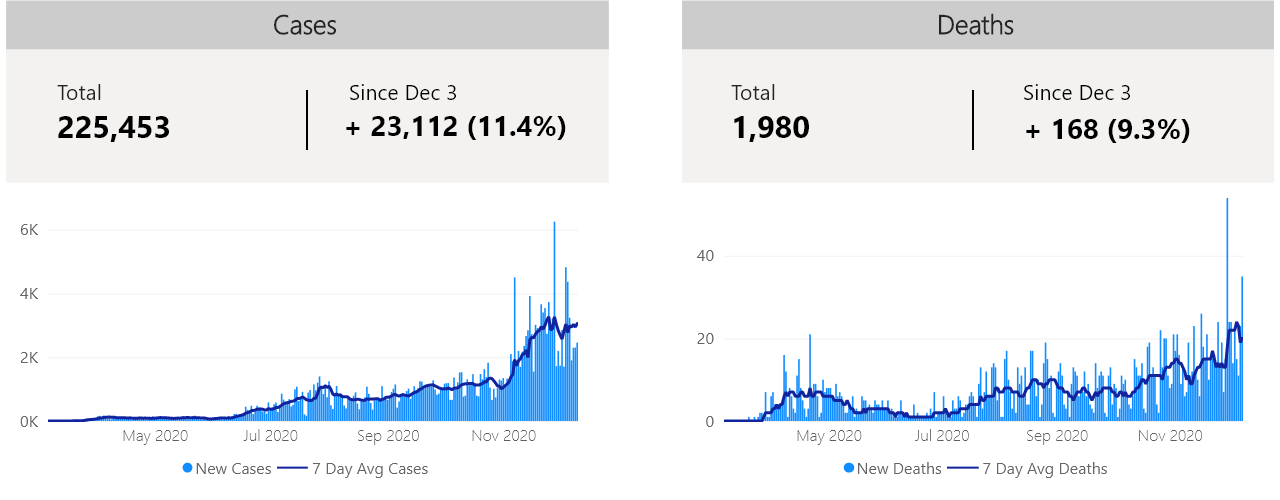 Cases
Total
225,453
Since Dec 3
+ 23,112 (11.4%)
6K
4K
2K
0K
May 2020
Jul 2020
Sep 2020
Nov 2020
New Cases
7 Day Avg Cases
Deaths
Total
1,980
Since Dec 3
+ 168 (9.3%)
40
20
0
May 2020
Jul 2020
Sep 2020
Nov 2020
New Deaths
7 Day Avg Deaths